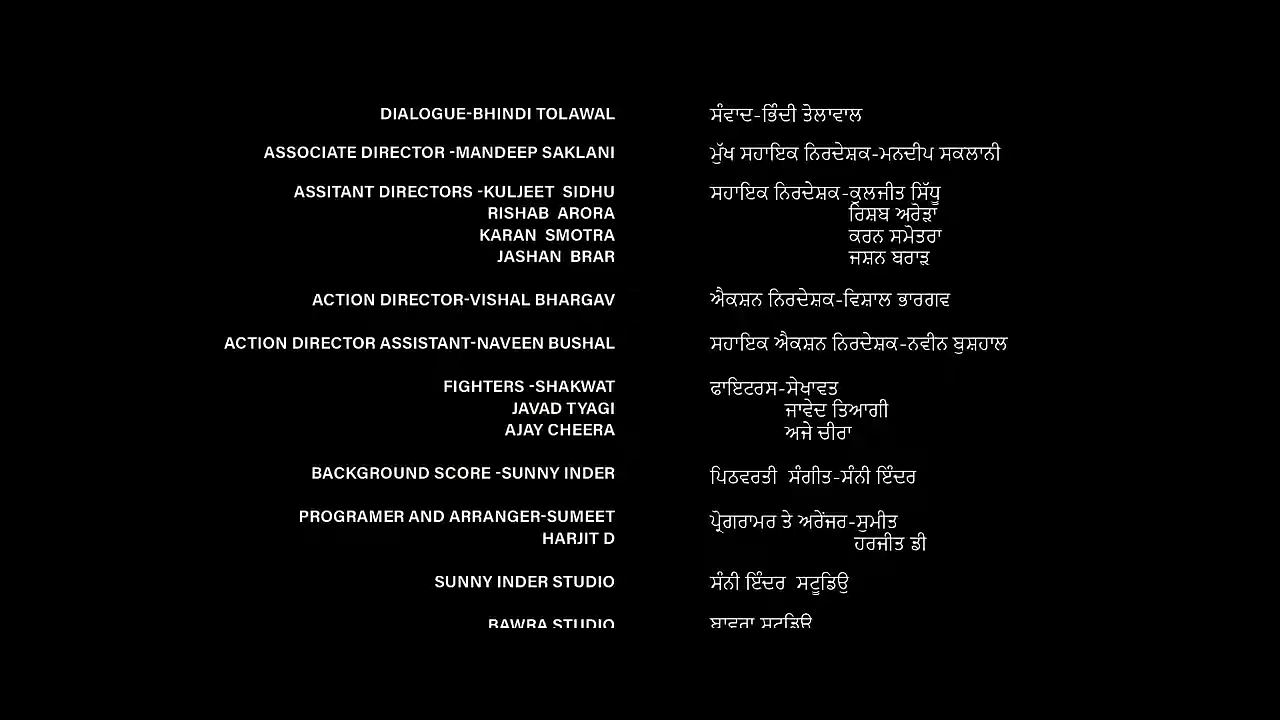 DIALOGUE-BHINDI TOLAWAL ਸੰਵਾਦ-ਭਿੰਦੀ ਤੋਲਾਵਾਲ
ASSOCIATE DIRECTOR -MANDEEP SAKLANI ਮੁੱਖ ਸਹਾਇਕ ਨਿਰਦੇਸ਼ਕ-ਮਨਦੀਪ ਸਕਲਾਨੀ
ASSITANT DIRECTORS -KULJEET SIDHU ਸਹਾਇਕ ਨਿਰਦੇਸ਼ਕ-ਕੁਲਜੀਤ ਸਿੱਧੂ
RISHAB ARORA ਰਿਸ਼ਬ ਅਰੋੜਾ
KARAN SMOTRA ਕਰਨ ਸਮੋਤਰਾ
JASHAN BRAR ਜਸ਼ਨ ਬਰਾੜ
ACTION DIRECTOR-VISHAL BHARGAV ਐਕਸ਼ਨ ਨਿਰਦੇਸ਼ਕ-ਵਿਸ਼ਾਲ ਭਾਰਗਵ
ACTION DIRECTOR ASSISTANT-NAVEEN BUSHAL ਸਹਾਇਕ ਐਕਸ਼ਨ ਨਿਰਦੇਸ਼ਕ-ਨਵੀਨ ਬੁਸ਼ਹਾਲ
FIGHTERS -SHAKWAT ਫਾਇਟਰਸ-ਸੇਖਾਵਤ
JAVAD TYAGI ਜਾਵੇਦ ਤਿਆਗੀ
AJAY CHEERA ਅਜੇ ਚੀਰਾ
BACKGROUND SCORE -SUNNY INDER ਪਿਠਵਰਤੀ ਸੰਗੀਤ-ਸੰਨੀ ਇੰਦਰ
PROGRAMER AND ARRANGER-SUMEET ਪ੍ਰੋਗਰਾਮਰ ਤੇ ਅਰੇਂਜਰ-ਸੁਮੀਤ
HARJIT D ਹਰਜੀਤ ਡੀ
SUNNY INDER STUDIO ਸੰਨੀ ਇੰਦਰ ਸਟੂਡਿਉ
BAWRA STUDIO ਬਾਵਰਾ ਸਟੂਡਿਉ